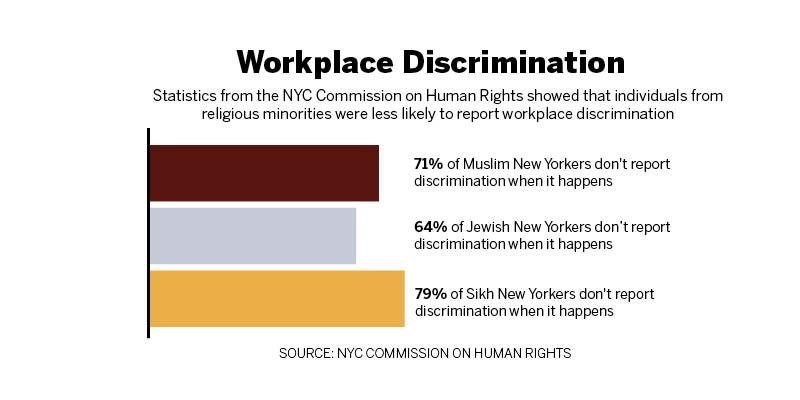 Workplace Discrimination
Statistics from the NYC Commission on Human Rights showed that individuals from
religious minorities were less likely to report workplace discrimination
71% of Muslim New Yorkers don't report
discrimination when it happens
64% of Jewish New Yorkers don’t report
discrimination when it happens
79% of Sikh New Yorkers don't report
discrimination when it happens
SOURCE: NYC COMMISSION ON HUMAN RIGHTS